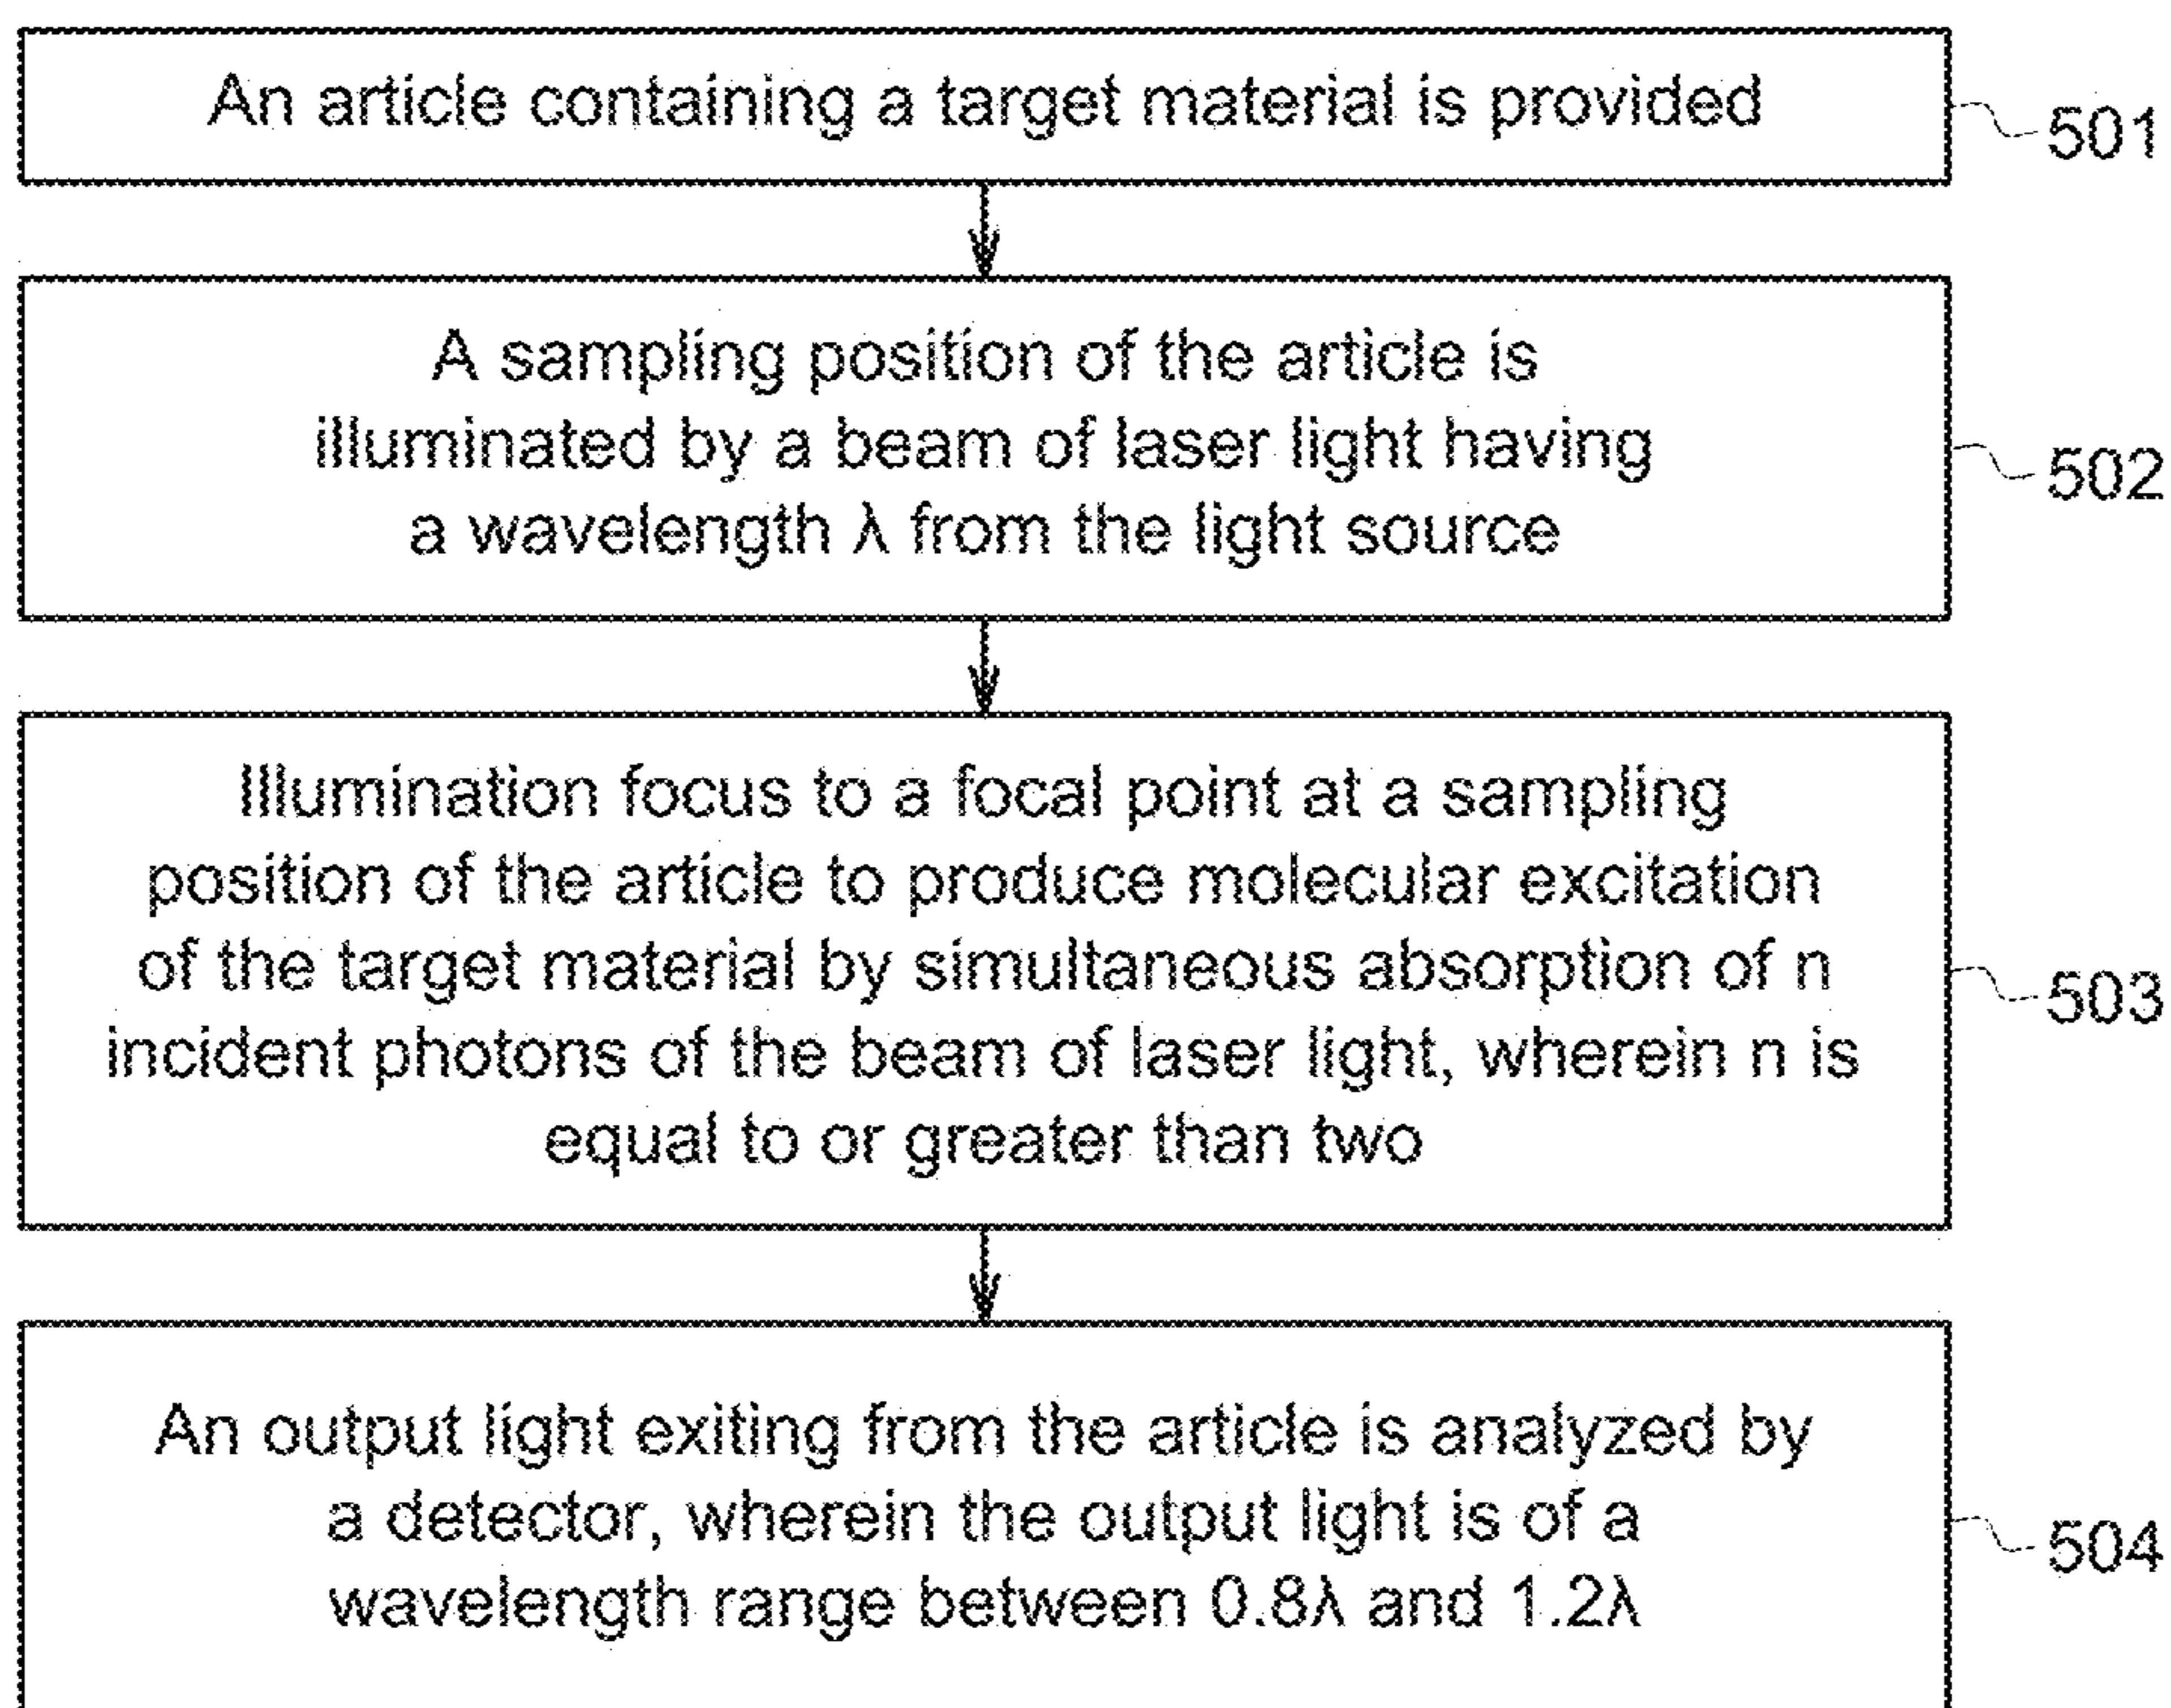 An article containing a target material is provided
501
A sampling position of the article is
illuminated by a beam of laser light having
a wavelength λ from the light source
502
Illumination focus to a focal point at a sampling
position of the article to produce molecular excitation
of the target material by simultaneous absorption of n
incident photons of the beam of laser light, wherein n is
equal to or greater than two
503
An output light exiting from the article is analyzed by
a detector, wherein the output light is of a
wavelength range between 0.8λ and 1.2λ
504